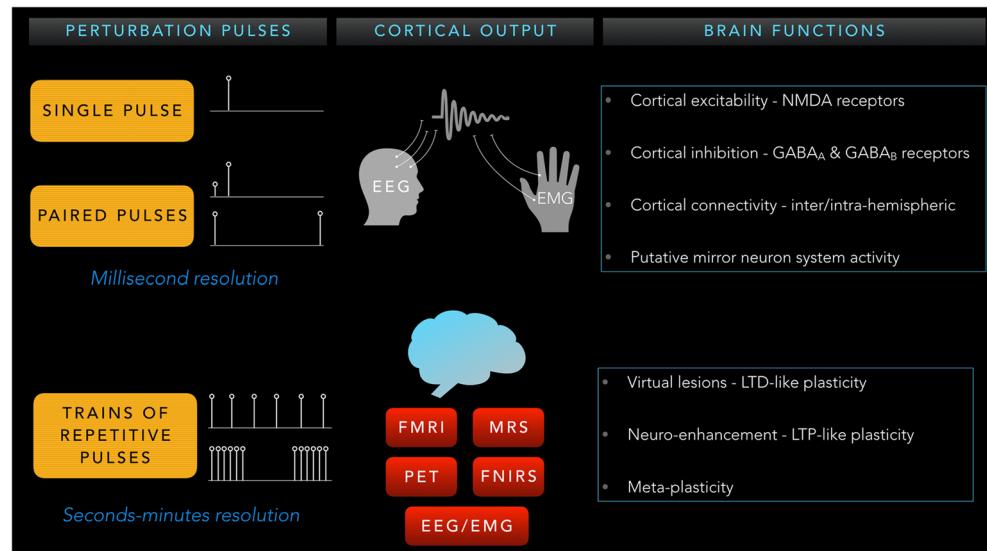 PERTURBATION PULSES
CORTICAL OUTPUT
BRAIN FUNCTIONS
SINGLE PULSE
PAIRED PULSES
Millisecond resolution
EEG
EMG
Cortical excitability - NMDA receptors
Cortical inhibition - GABAA & GABAB receptors
Cortical connectivity - inter/intra-hemispheric
Putative mirror neuron system activity
TRAINS OF
REPETITIVE
PULSES
Seconds-minutes resolution
FMRI
MRS
PET
FNIRS
EEG/EMG
Virtual lesions - LTD-like plasticity
Neuro-enhancement - LTP-like plasticity
Meta-plasticity